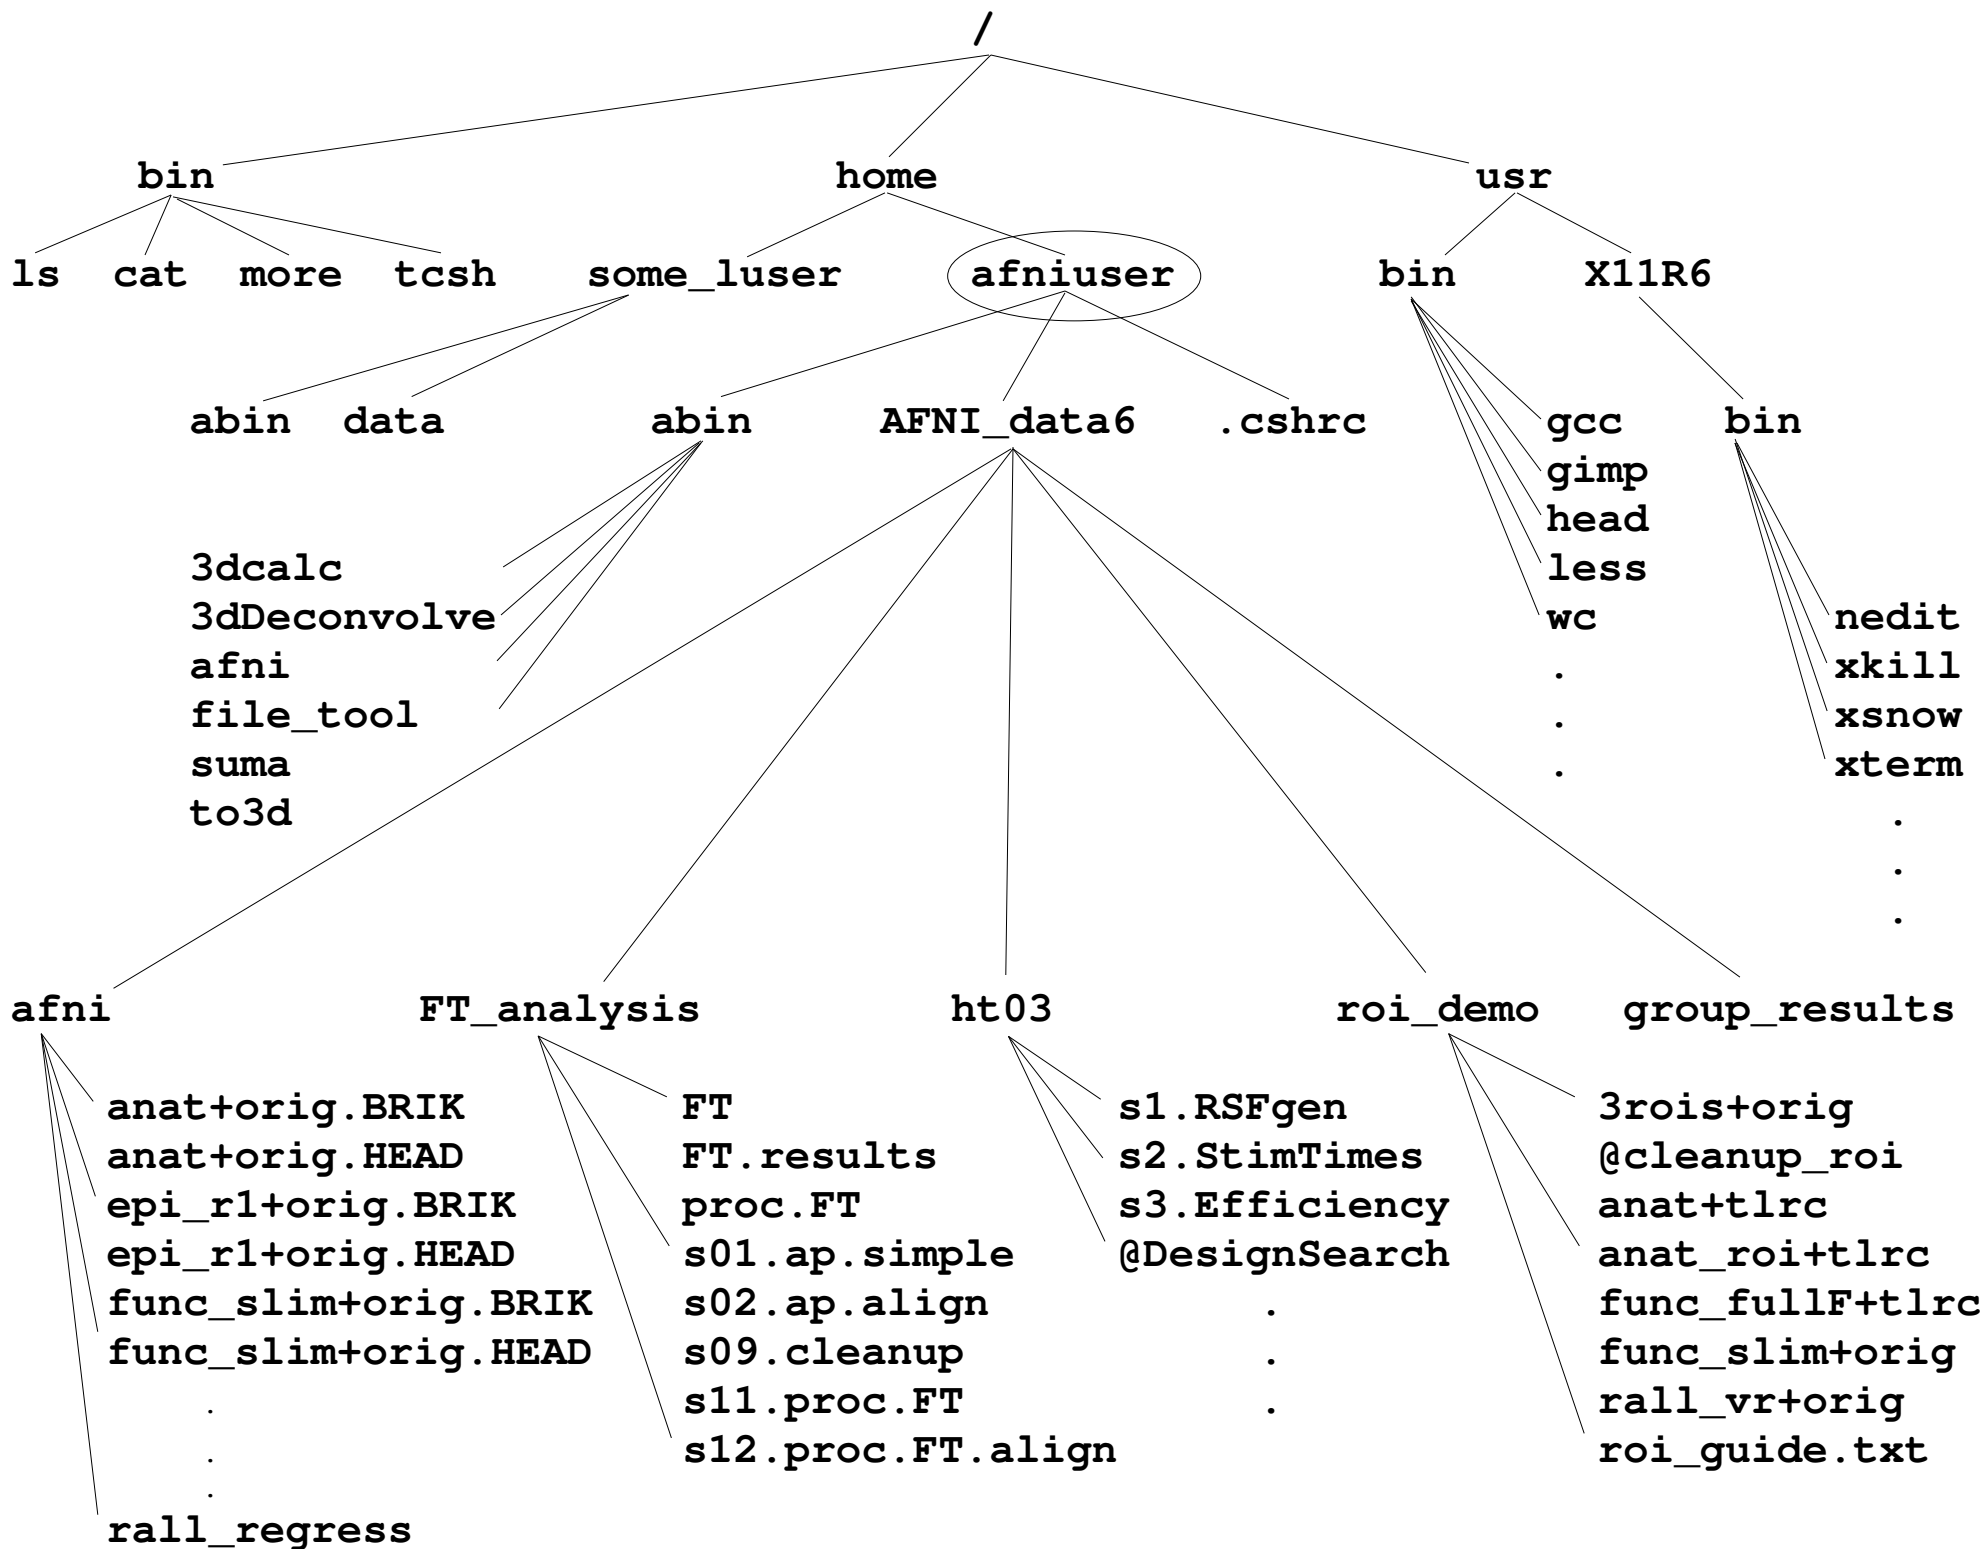 /
bin home usr
ls cat more tcsh some_luser afniuser bin X11R6
abin data abin AFNI_data6 .cshrc gcc bin
gimp
head
3dcalc less
3dDeconvolve wc nedit
afni . xkill
file_tool . xsnow
suma . xterm
to3d .
.
.
afni FT_analysis ht03 roi_demo group_results
anat+orig.BRIK FT s1.RSFgen 3rois+orig
anat+orig.HEAD FT.results s2.StimTimes @cleanup_roi
epi_r1+orig.BRIK proc.FT s3.Efficiency anat+tlrc
epi_r1+orig.HEAD s01.ap.simple @DesignSearch anat_roi+tlrc
func_slim+orig.BRIK s02.ap.align . func_fullF+tlrc
func_slim+orig.HEAD s09.cleanup . func_slim+orig
. s11.proc.FT . rall_vr+orig
. s12.proc.FT.align roi_guide.txt
.
rall_regress